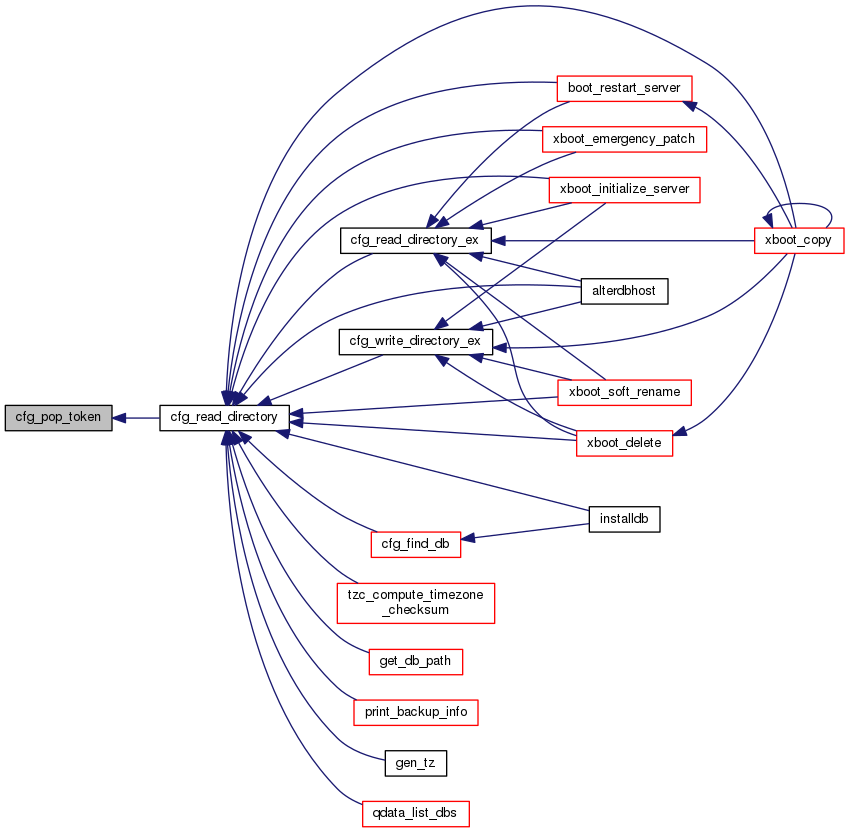 boot_restart_server
xboot_emergency_patch
xboot_initialize_server
cfg_read_directory_ex
xboot_copy
alterdbhost
cfg_write_directory_ex
xboot_soft_rename
cfg_pop_token
cfg_read_directory
xboot_delete
installdb
cfg_find_db
tzc_compute_timezone
_checksum
get_db_path
print_backup_info
gen_tz
qdata_list_dbs